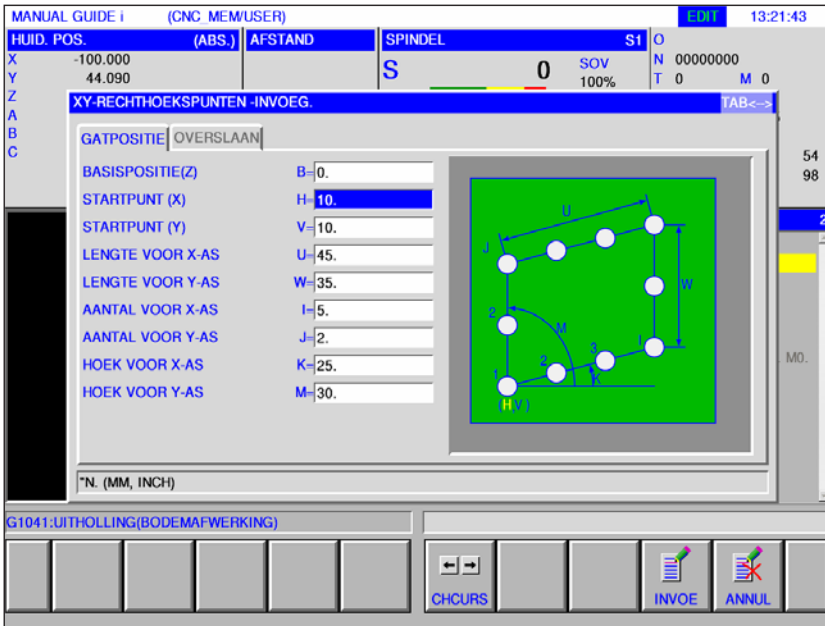 MANUAL GUIDE i (CNC_MEM/USER) EDIT 13:21:43
HUID. POS. (ABS.) AFSTAND SPINDEL S1 O
X -100.000 N 00000000
Y 44.090 S 0 SOV 100% T 0 M 0
Z
A
B
C
54
98
XY-RECHTHOEKSPUNTEN -INVOEG. TAB<-->
GATPOSITIE OVERSLAAN
BASISPOSITIE(Z) B=0.
STARTPUNT (X) H=10.
STARTPUNT (Y) V=10.
LENGTE VOOR X-AS U=45.
LENGTE VOOR Y-AS W=35.
AANTAL VOOR X-AS I=5.
AANTAL VOOR Y-AS J=2.
HOEK VOOR X-AS K=25.
HOEK VOOR Y-AS M=30.
U
J
W
2
M
3
I
2
1
K
(H,V)
2
. M0.
"N. (MM, INCH)
G1041:UITHOLLING(BODEMAFWERKING)
CHCURS INVOE ANNUL